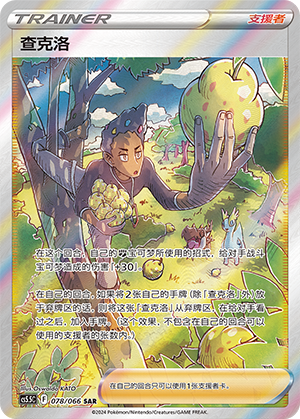 TRAINER
支援者
查克洛
在这个回合，自己的宝可梦所使用的招式，给对手战斗
宝可梦造成的伤害「+30」。
在自己的回合，如果将2张自己的手牌（除「查克洛」外）放
于弃牌区的话，则将这张「查克洛」从弃牌区，在给对手看
过之后，加入手牌。（这个效果，不包含在自己的回合可以
使用的支援者的张数内。）
Illus. Oswaldo KATO
在自己的回合只可以使用1张支援者卡。
CS5.5C F 078/066 SAR
©2024 Pokémon/Nintendo/Creatures/GAME FREAK.